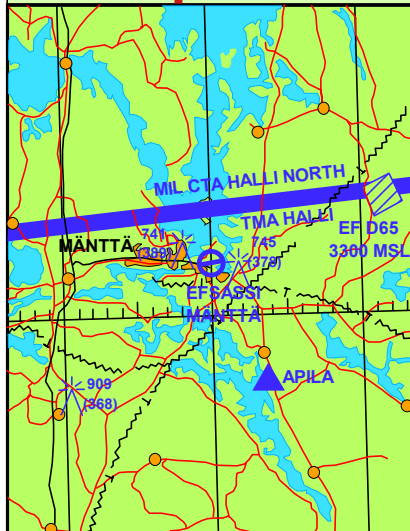 MIL CTA HALLI NORTH
TMA HALLI
EF D65
3300 MSL
MÄNTTÄ
741
(399)
745
(379)
EFSASSI
MÄNTTÄ
APILA
909
(368)